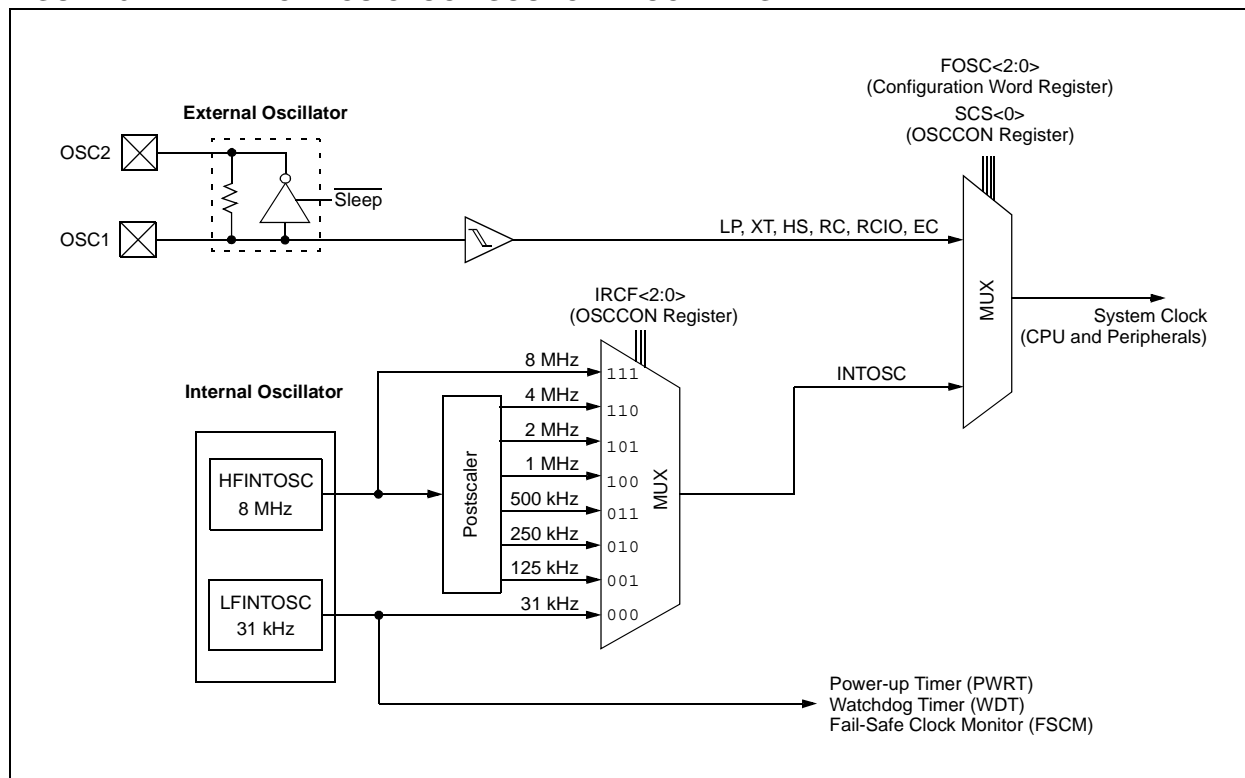 FOSC<2:0>
(Configuration Word Register)
SCS<0>
(OSCCON Register)
External Oscillator
OSC2
Sleep
OSC1
LP, XT, HS, RC, RCIO, EC
MUX
System Clock
(CPU and Peripherals)
IRCF<2:0>
(OSCCON Register)
INTOSC
Internal Oscillator
HFINTOSC
8 MHz
LFINTOSC
31 kHz
Postscaler
8 MHz
111
4 MHz
110
2 MHz
101
1 MHz
100
500 kHz
011
250 kHz
010
125 kHz
001
31 kHz
000
MUX
Power-up Timer (PWRT)
Watchdog Timer (WDT)
Fail-Safe Clock Monitor (FSCM)